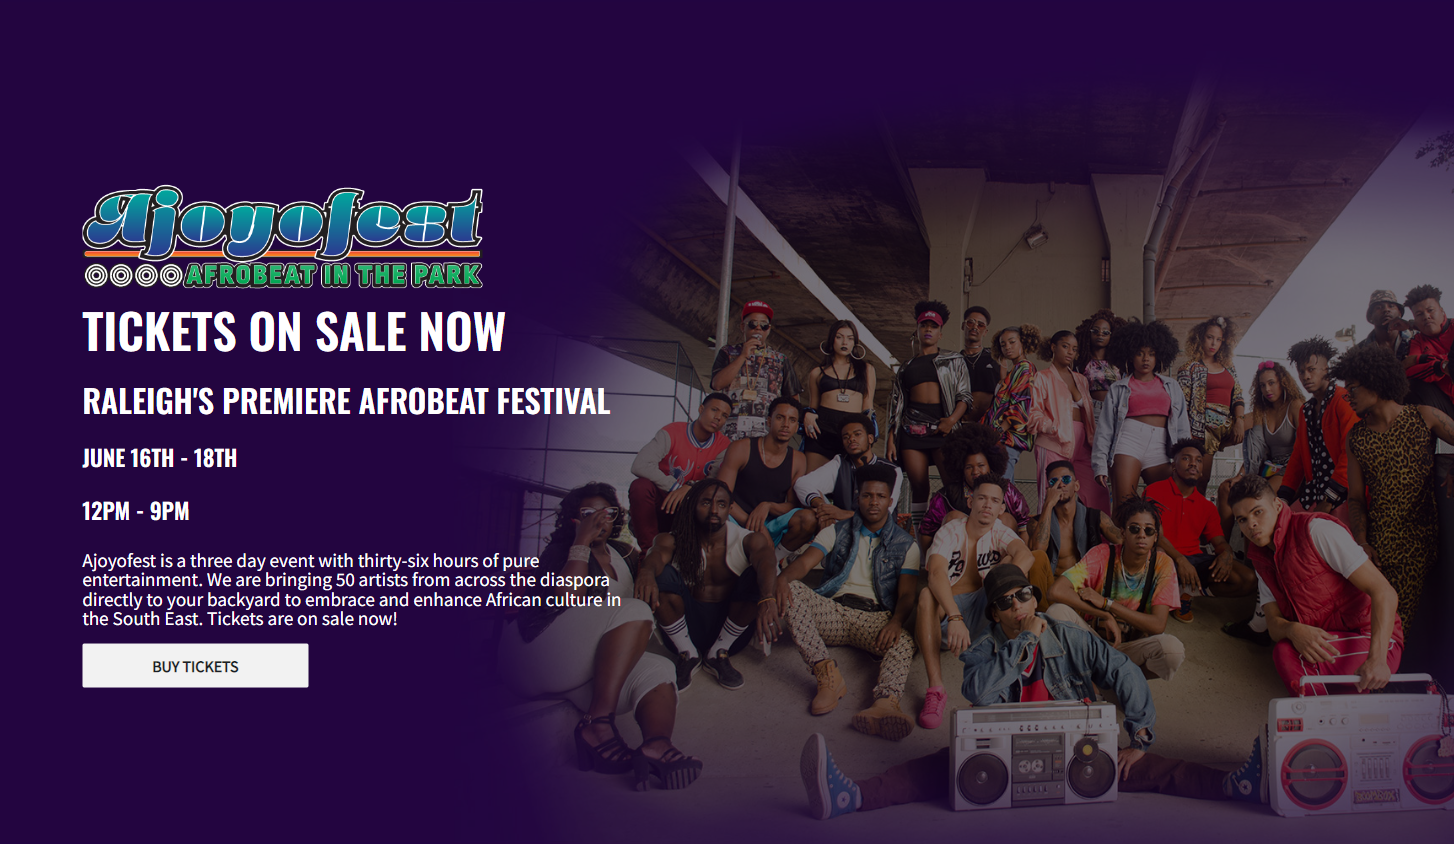 Ajoyofest
AFROBEAT IN THE PARK
TICKETS ON SALE NOW
RALEIGH'S PREMIERE AFROBEAT FESTIVAL
JUNE 16TH - 18TH
12PM - 9PM
Ajoyofest is a three day event with thirty-six hours of pure
entertainment. We are bringing 50 artists from across the diaspora
directly to your backyard to embrace and enhance African culture in
the South East. Tickets are on sale now!
BUY TICKETS